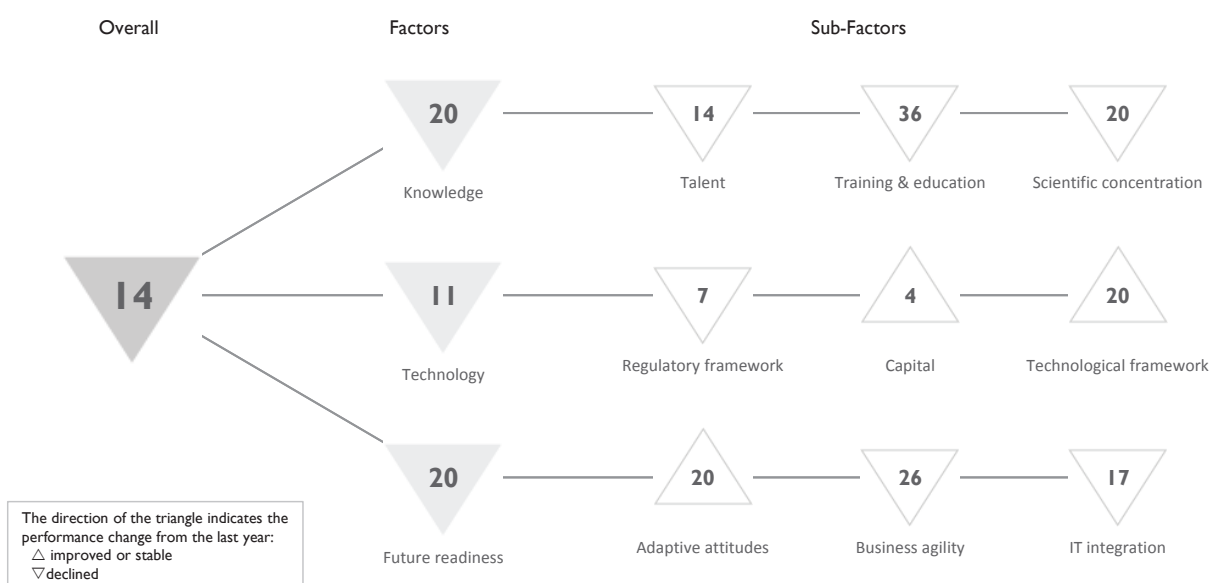 Overall
Factors
Sub-Factors
20
14
36
20
Knowledge
Talent
Training & education
Scientific concentration
14
11
7
4
20
Technology
Regulatory framework
Capital
Technological framework
20
20
26
17
Future readiness
Adaptive attitudes
Business agility
IT integration
The direction of the triangle indicates the
performance change from the last year:
△ improved or stable
▽ declined